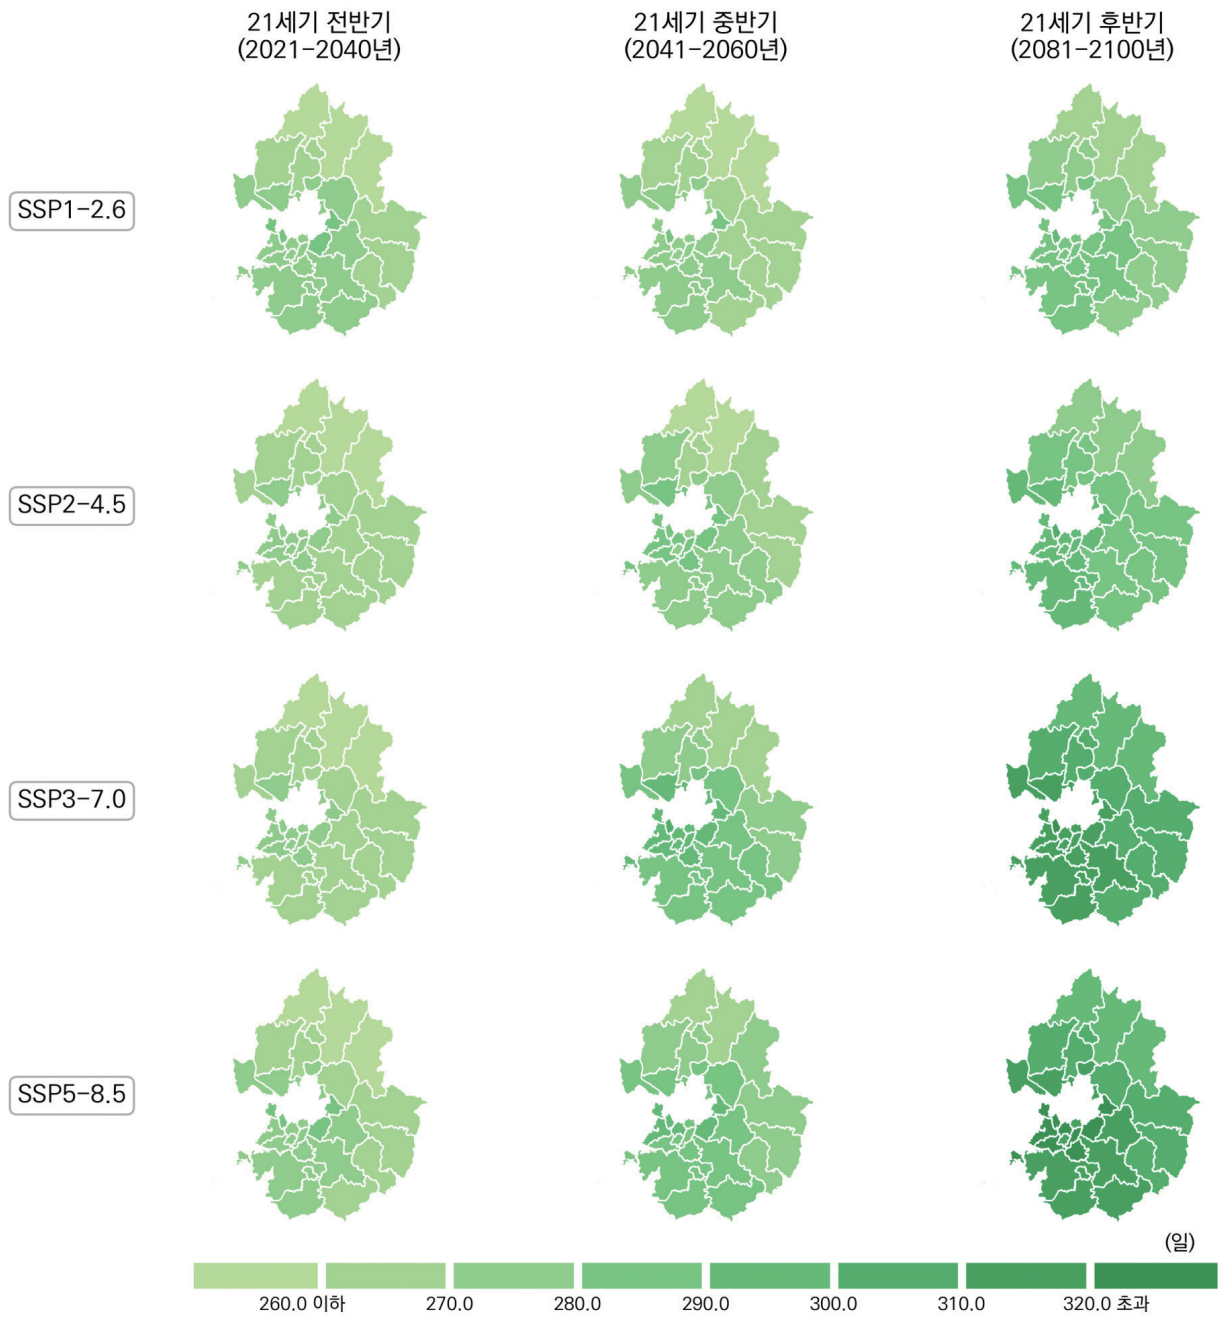 21세기 전반기
(2021-2040년)
21세기 중반기
(2041-2060년)
21세기 후반기
(2081-2100년)
SSP1-2.6
SSP2-4.5
SSP3-7.0
SSP5-8.5
(일)
260.0 이하
270.0
280.0
290.0
300.0
310.0
320.0 초과